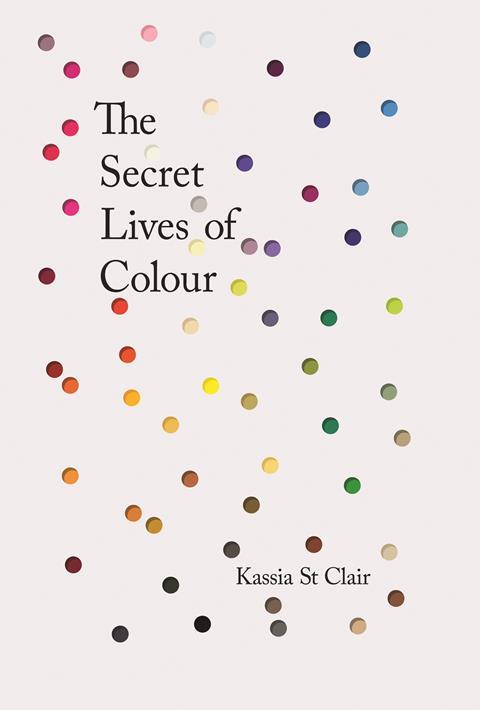 The
Secret
Lives of
Colour
Kassia St Clair